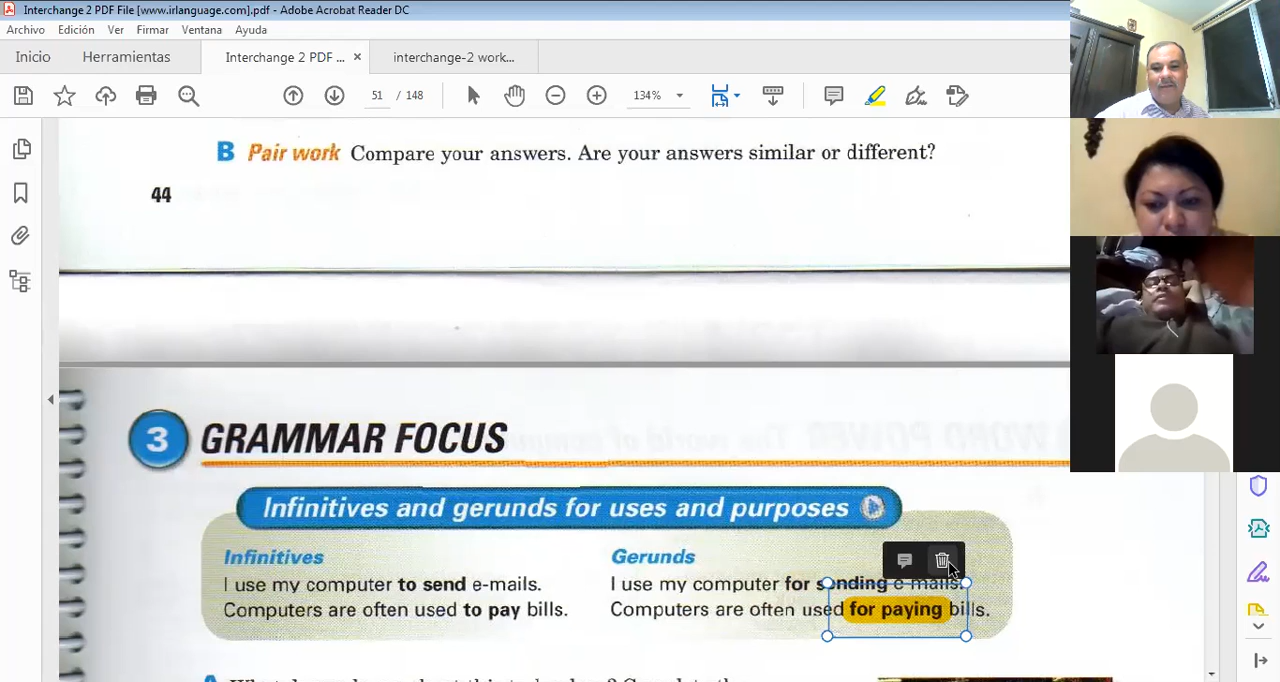 Interchange 2 PDF File [www.irlanguage.com].pdf - Adobe Acrobat Reader DC
Archivo Edición Ver Firmar Ventana Ayuda
Inicio Herramientas Interchange 2 PDF ... × interchange-2 work...
51 / 148 134%
B Pair work Compare your answers. Are your answers similar or different?
44
3 GRAMMAR FOCUS
Infinitives and gerunds for uses and purposes
Infinitives
I use my computer to send e-mails.
Computers are often used to pay bills.
Gerunds
I use my computer for sending e-mails.
Computers are often used for paying bills.